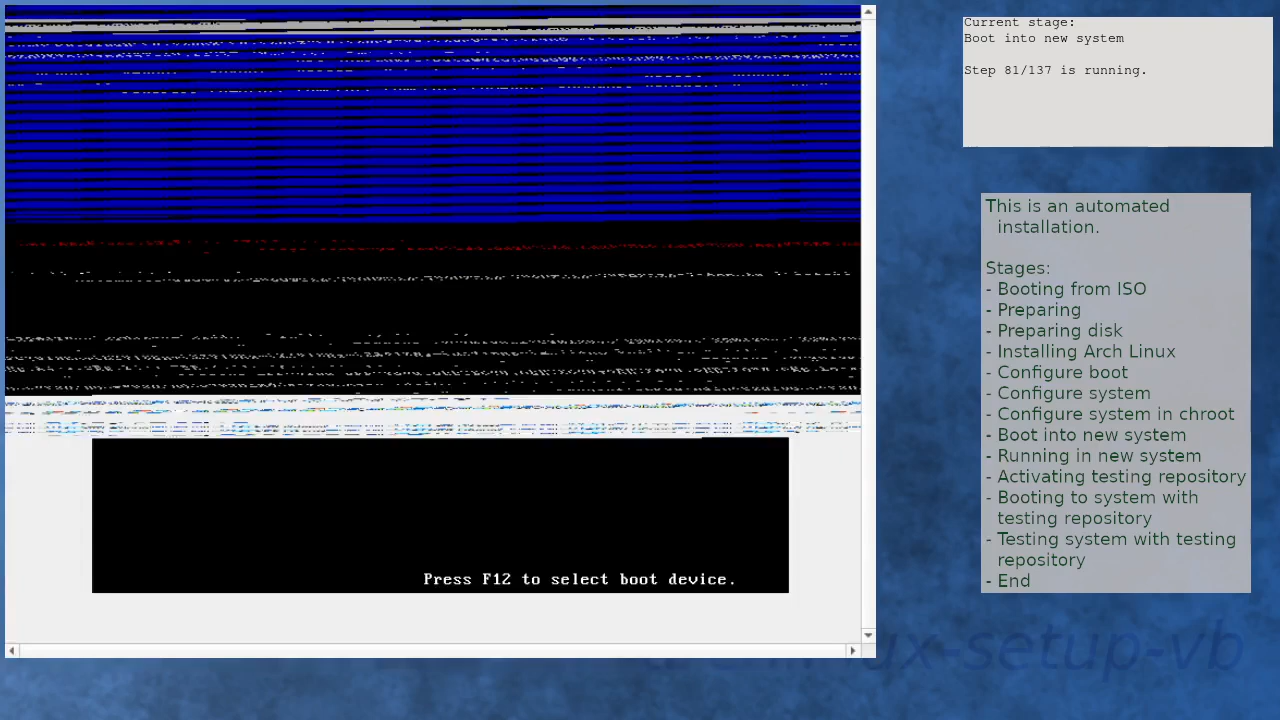 Current stage:
Boot into new system
Step 81/137 is running.
This is an automated
installation.
Stages:
- Booting from ISO
- Preparing
- Preparing disk
- Installing Arch Linux
- Configure boot
- Configure system
- Configure system in chroot
- Boot into new system
- Running in new system
- Activating testing repository
- Booting to system with
testing repository
- Testing system with testing
repository
- End
Press F12 to select boot device.